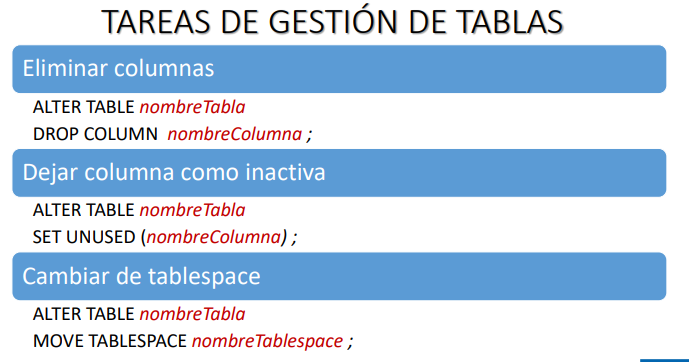 TAREAS DE GESTIÓN DE TABLAS
Eliminar columnas
ALTER TABLE nombreTabla
DROP COLUMN nombreColumna ;
Dejar columna como inactiva
ALTER TABLE nombreTabla
SET UNUSED (nombreColumna) ;
Cambiar de tablespace
ALTER TABLE nombreTabla
MOVE TABLESPACE nombreTablespace ;